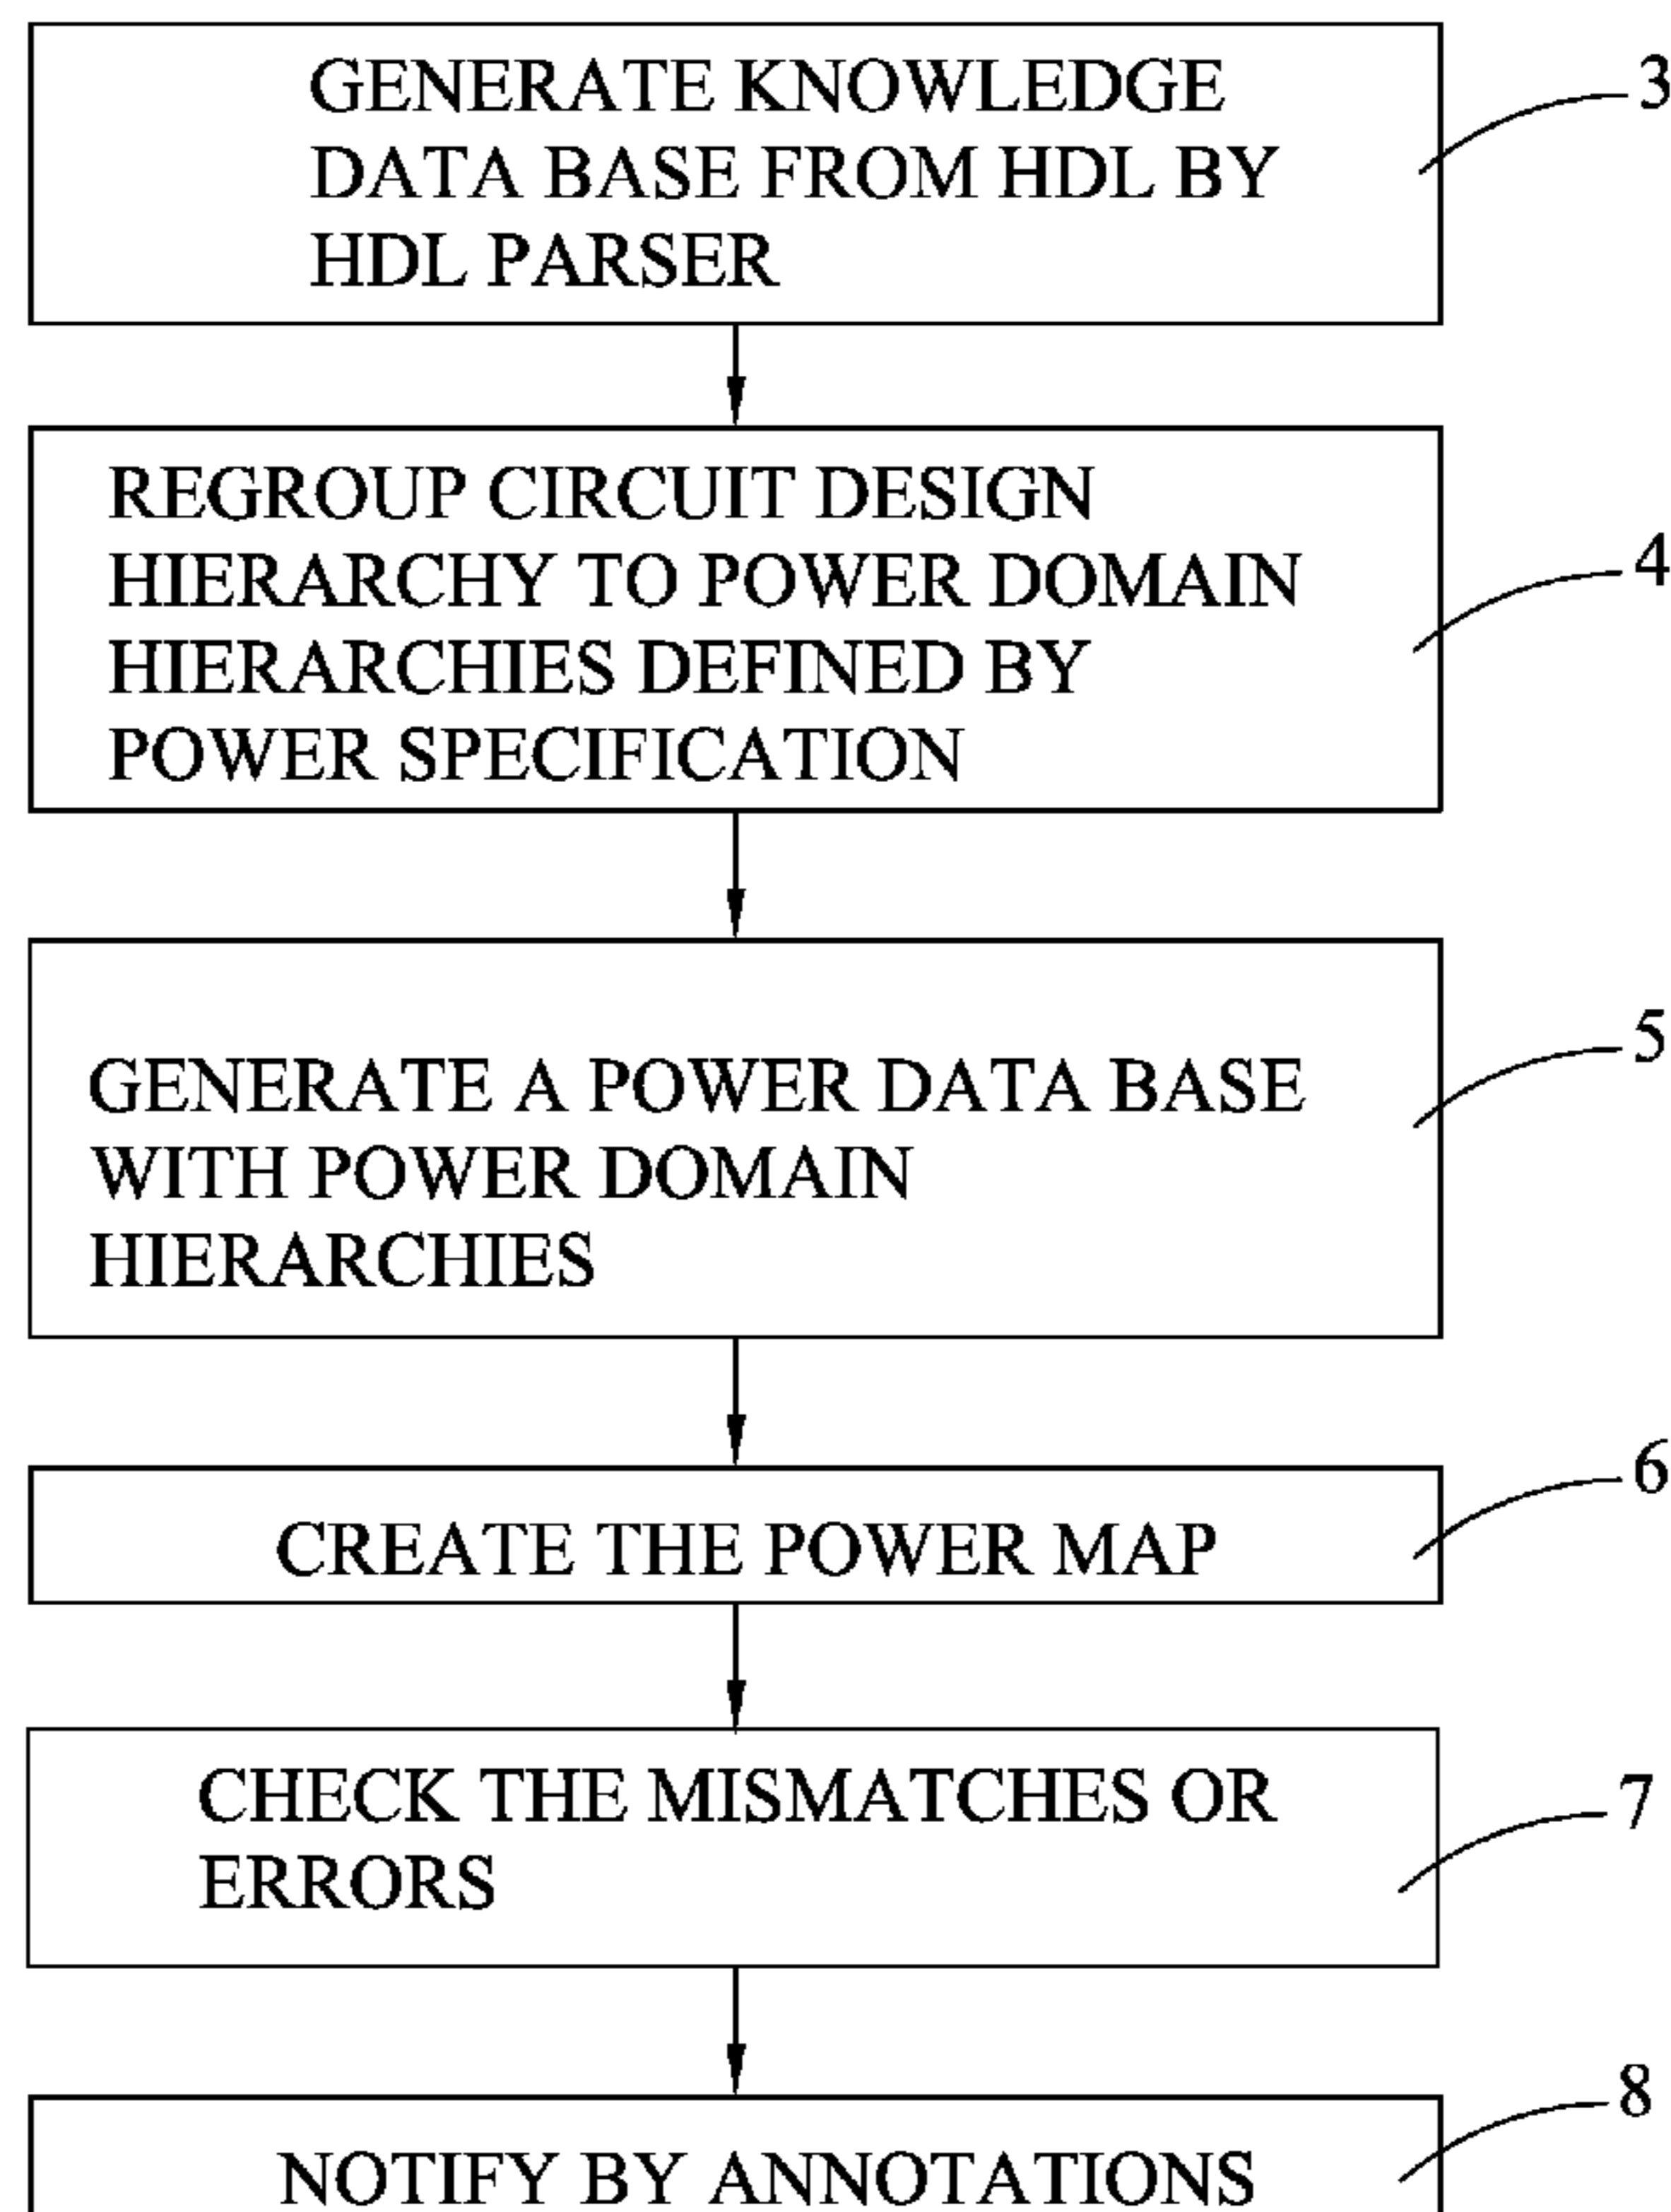 GENERATE KNOWLEDGE
DATA BASE FROM HDL BY
HDL PARSER
3
REGROUP CIRCUIT DESIGN
HIERARCHY TO POWER DOMAIN
HIERARCHIES DEFINED BY
POWER SPECIFICATION
4
GENERATE A POWER DATA BASE
WITH POWER DOMAIN
HIERARCHIES
5
CREATE THE POWER MAP
6
CHECK THE MISMATCHES OR
ERRORS
7
NOTIFY BY ANNOTATIONS
8